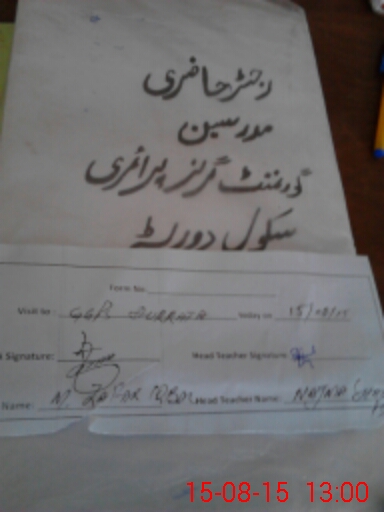 رجسٹر حاضری
مدرسین
گورنمنٹ گرلز پرائمری
سکول دورٹہ
Form No.
Visit to: GGPS DURRATA Visit on 15/08/15
Signature: Head Teacher Signature
Name: M. ZAFAR IQBAL Head Teacher Name: NAJMA
15-08-15 13:00